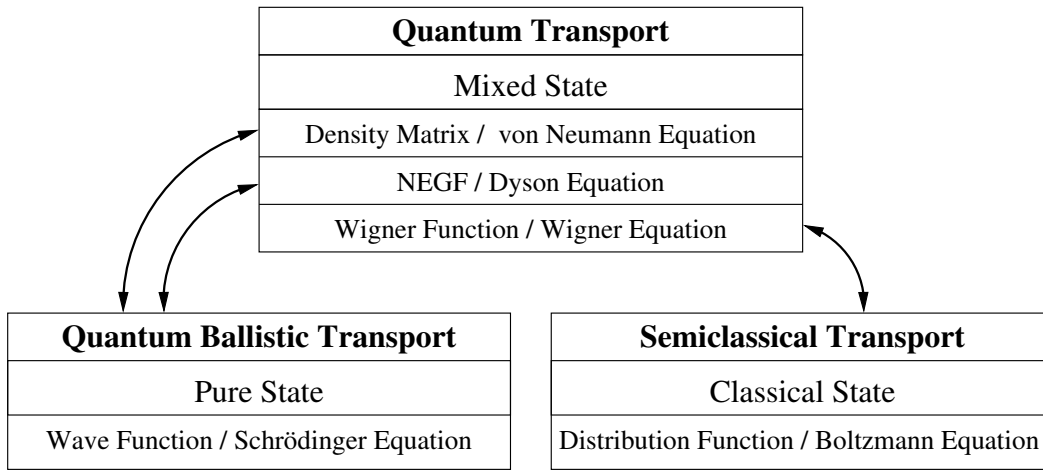 Quantum Transport
Mixed State
Density Matrix / von Neumann Equation
NEGF / Dyson Equation
Wigner Function / Wigner Equation
Quantum Ballistic Transport
Pure State
Wave Function / Schrödinger Equation
Semiclassical Transport
Classical State
Distribution Function / Boltzmann Equation